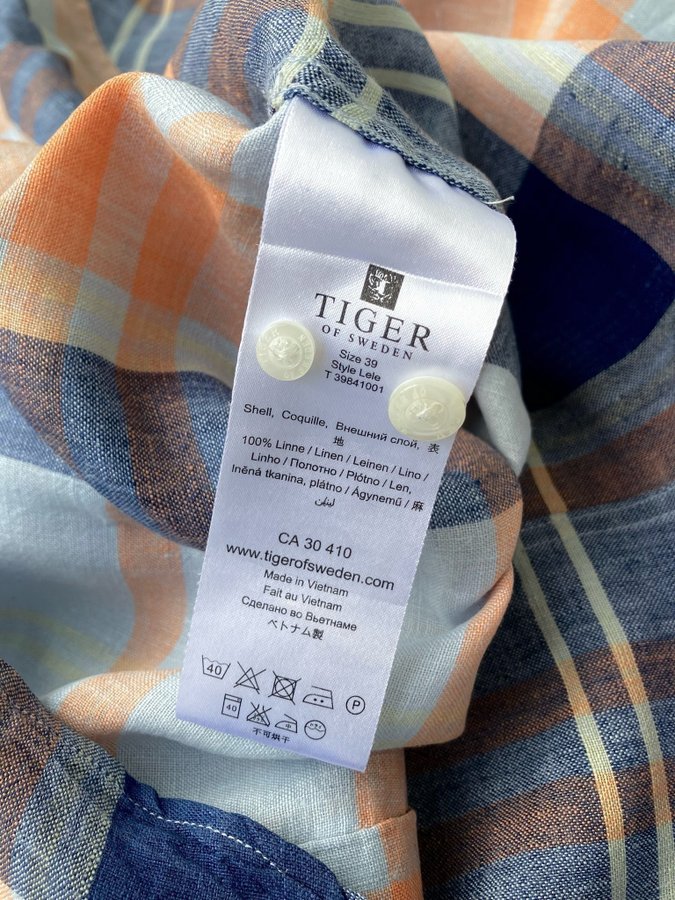 TIGER
OF SWEDEN
Size 39
Style Lele
T 39841001
Shell, Coquille, Внешний слой, 表
地
100% Linne / Linen / Leinen / Lino /
Linho / Полотно / Płótno / Len,
lněná tkanina, plátno / Ágynemű / 麻
لينين
CA 30 410
www.tigerofsweden.com
Made in Vietnam
Fait au Vietnam
Сделано во Вьетнаме
ベトナム製
40
P
40
不可烘干